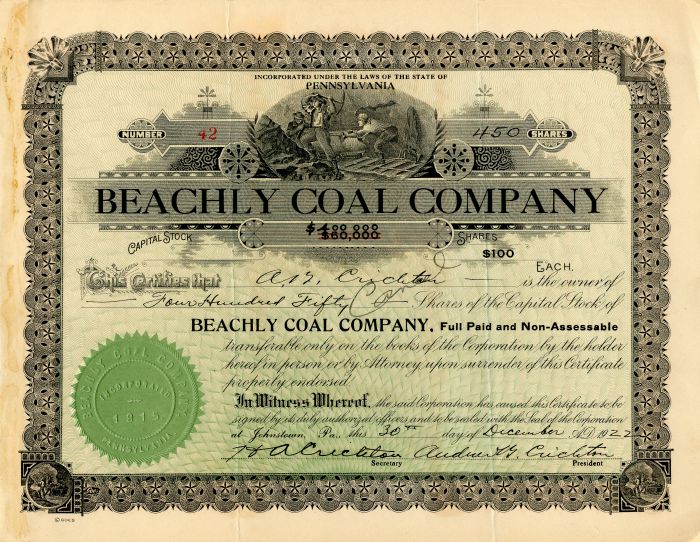 INCORPORATED UNDER THE LAWS OF THE STATE OF
PENNSYLVANIA
NUMBER 42 450 SHARES
BEACHLY COAL COMPANY
CAPITAL STOCK $60,000 SHARES $100 EACH.
This Certifies that A. G. Crichton is the owner of
Four Hundred Fifty Shares of the Capital Stock of
BEACHLY COAL COMPANY, Full Paid and Non-Assessable
transferable only on the books of the Corporation by the holder
hereof in person or by Attorney, upon surrender of this Certificate
properly endorsed.
In Witness Whereof, the said Corporation has caused this Certificate to be
signed by its duly authorized officers and to be sealed with the Seal of the Corporation
at Johnstown, Pa., this 30th day of December A.D. 1922
H A Crichton Andrew G. Crichton
Secretary President
BEACHLY COAL COMPANY
INCORPORATED
1915
PENNSYLVANIA
© GOES